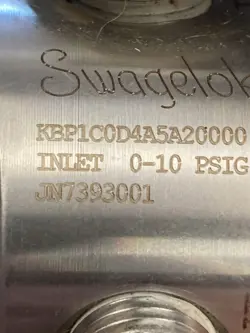 Swagelok
KBP1C0D4A5A20000
INLET 0-10 PSIG
JN7393001